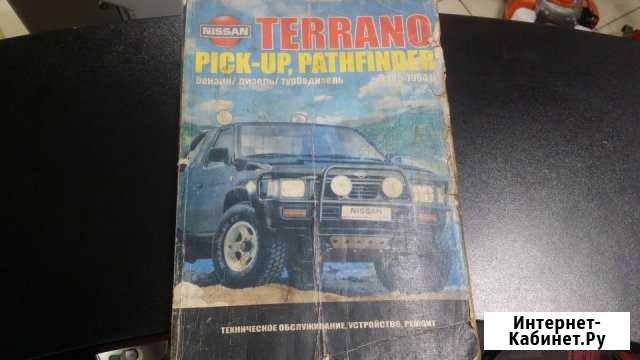 NISSAN
TERRANO
PICK-UP, PATHFINDER
бензин/ дизель/ турбодизель
NISSAN
ТЕХНИЧЕСКОЕ ОБСЛУЖИВАНИЕ, УСТРОЙСТВО, РЕМОНТ
Интернет-
Кабинет.Ру